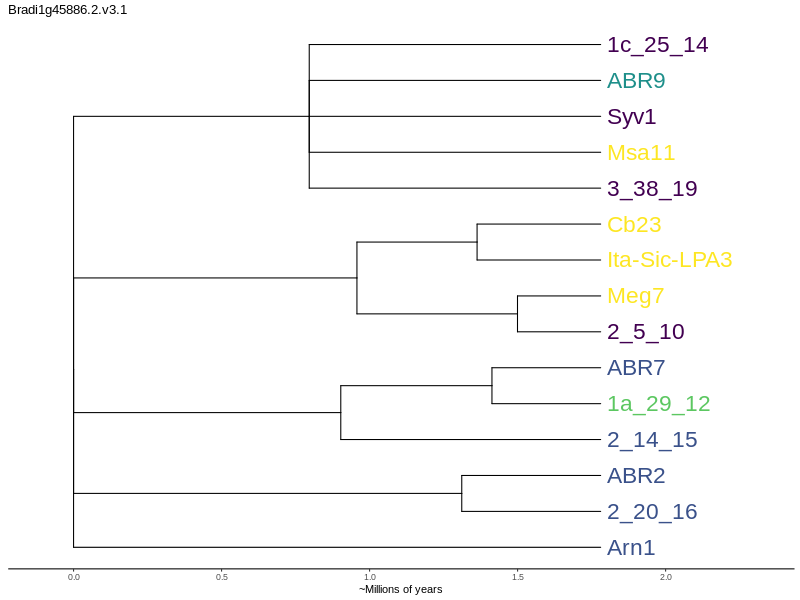 Bradi1g45886.2.v3.1
1c_25_14
ABR9
Syv1
Msa11
3_38_19
Cb23
Ita-Sic-LPA3
Meg7
2_5_10
ABR7
1a_29_12
2_14_15
ABR2
2_20_16
Arn1
0.0 0.5 1.0 1.5 2.0
~Millions of years